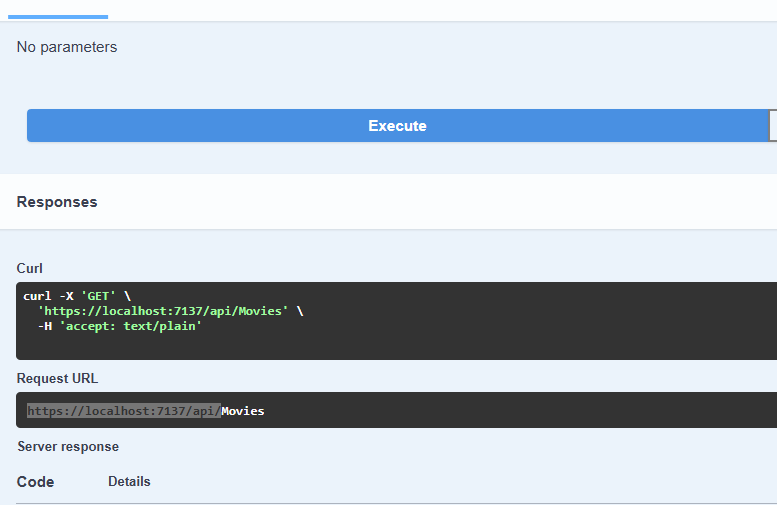 No parameters
Execute
Responses
Curl
curl -X 'GET' \
'https://localhost:7137/api/Movies' \
-H 'accept: text/plain'
Request URL
https://localhost:7137/api/Movies
Server response
Code Details